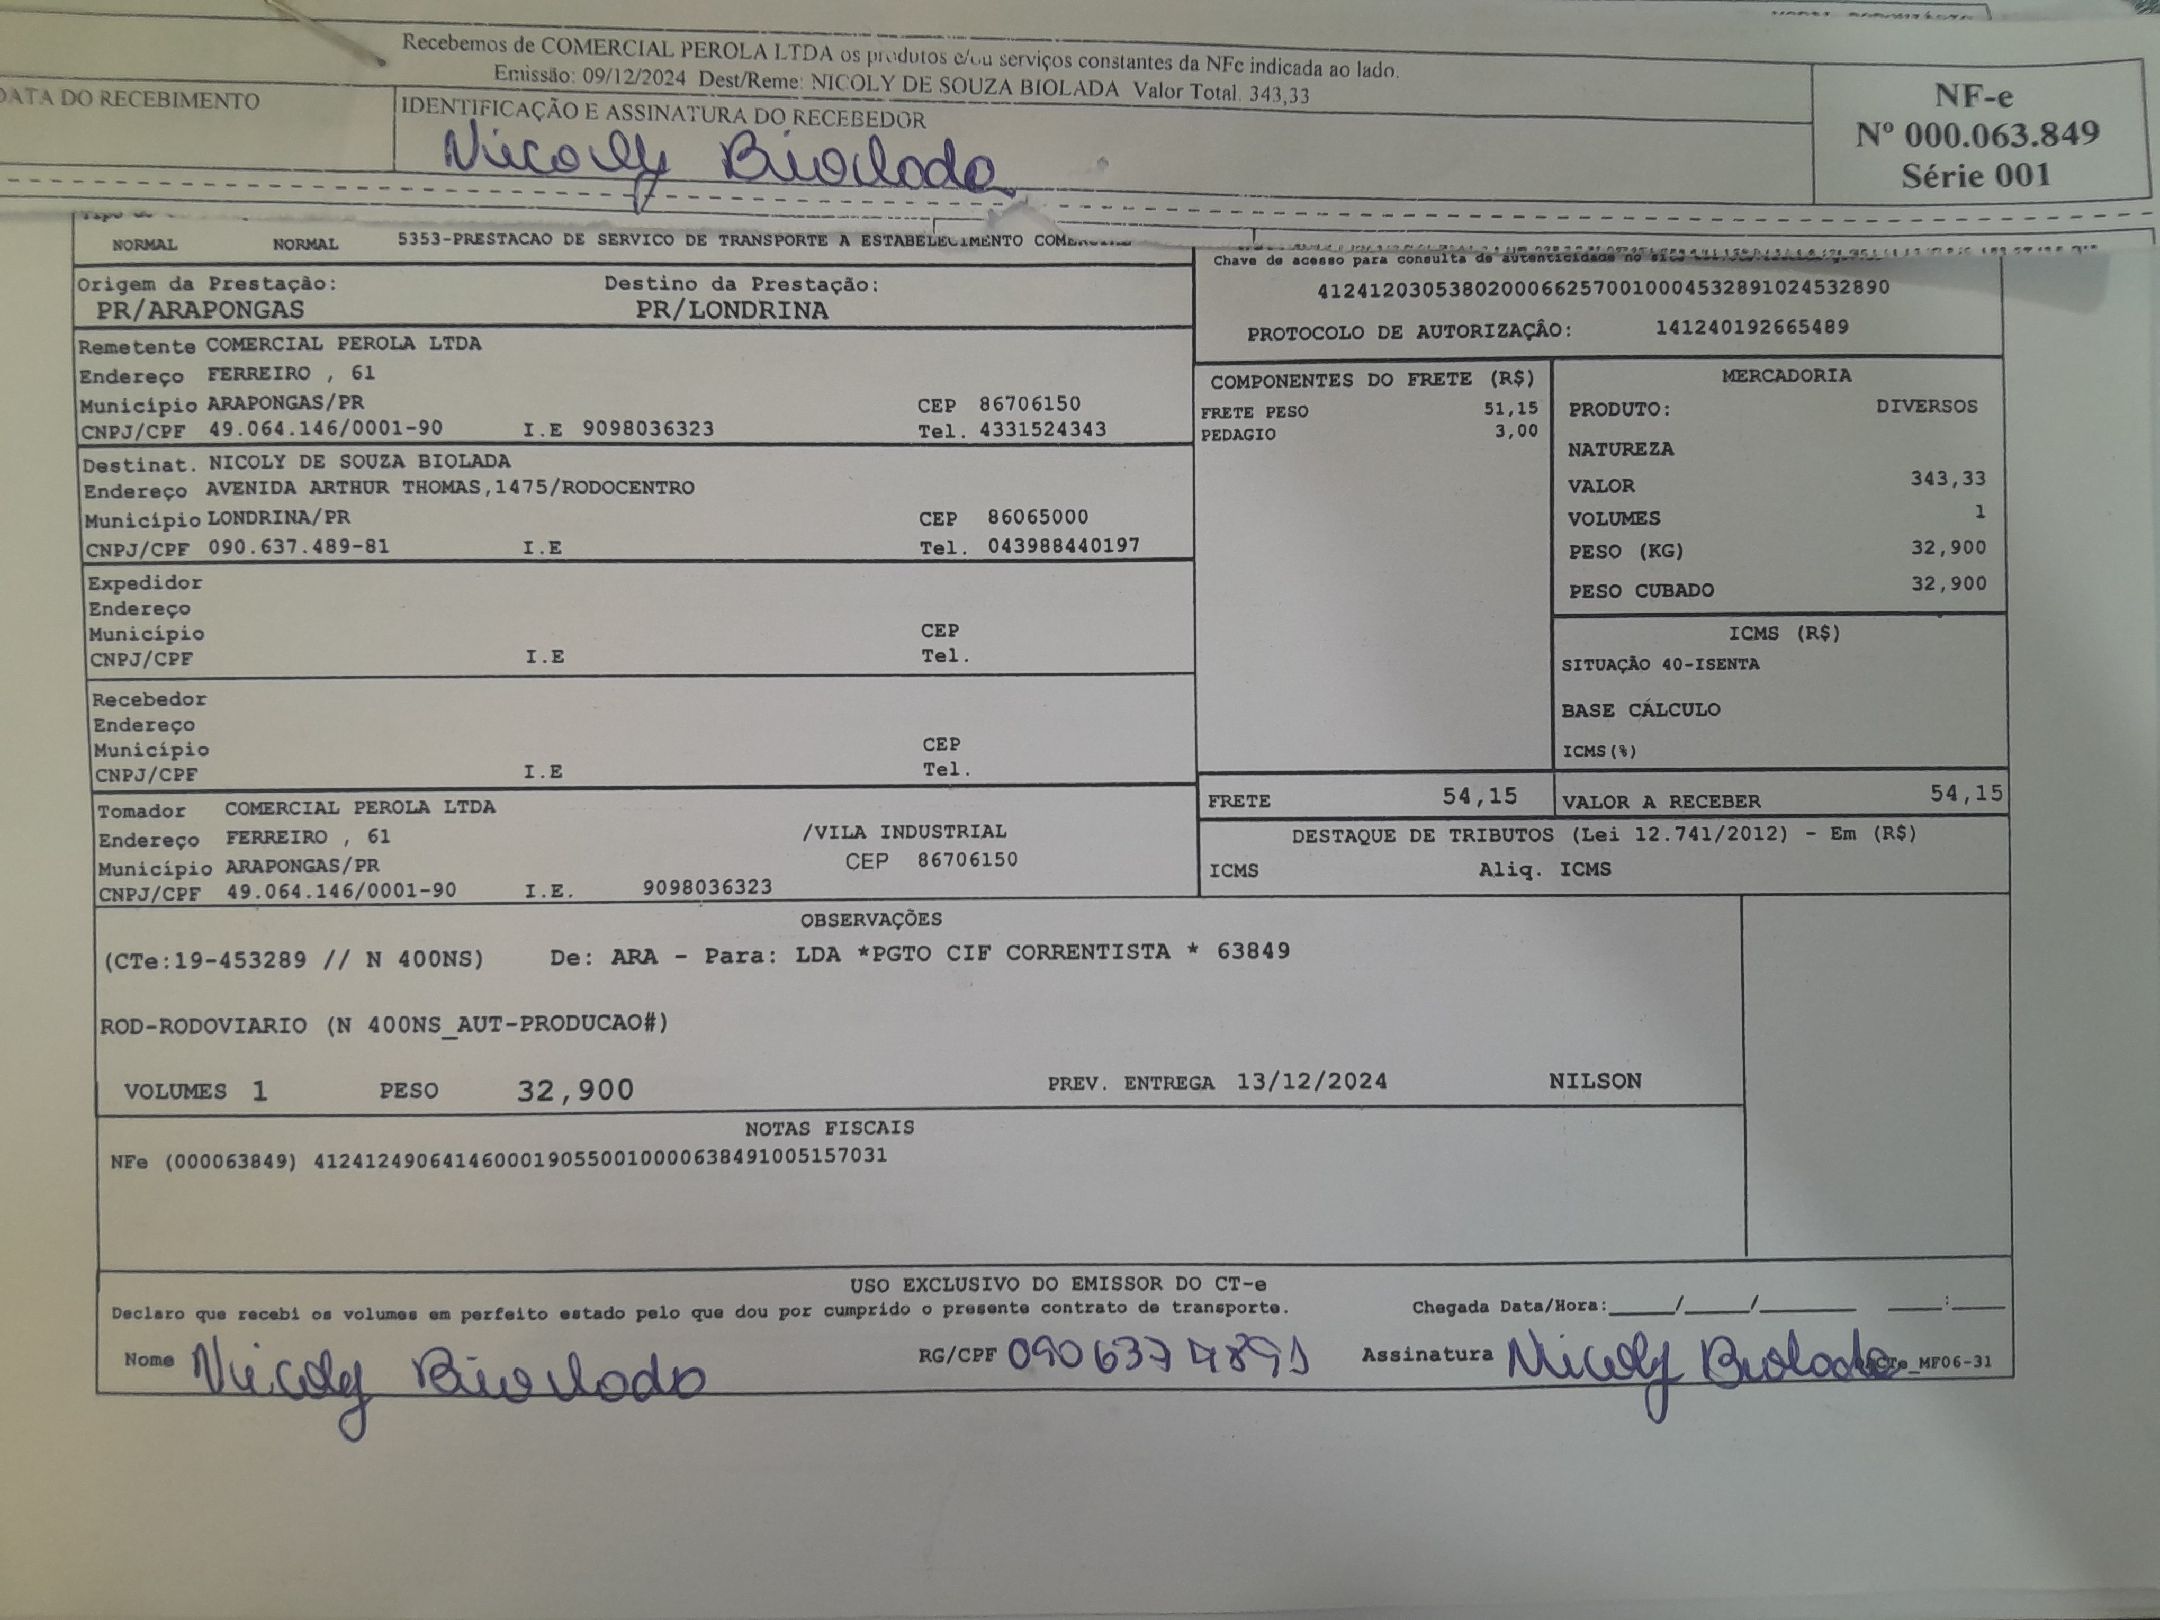 Recebemos de COMERCIAL PEROLA LTDA os produtos e/ou serviços constantes da NFe indicada ao lado.
Emissão: 09/12/2024 Dest/Reme: NICOLY DE SOUZA BIOLADA Valor Total. 343,33
DATA DO RECEBIMENTO
IDENTIFICAÇÃO E ASSINATURA DO RECEBEDOR
Nicoly Biolada
NF-e
Nº 000.063.849
Série 001
NORMAL NORMAL 5353-PRESTACAO DE SERVICO DE TRANSPORTE A ESTABELECIMENTO
Chave de acesso para consulta de autenticidade no
41241203053802000662570010004532891024532890
PROTOCOLO DE AUTORIZAÇÃO: 141240192665489
Origem da Prestação: Destino da Prestação:
PR/ARAPONGAS PR/LONDRINA
Remetente COMERCIAL PEROLA LTDA
Endereço FERREIRO , 61
Município ARAPONGAS/PR CEP 86706150
CNPJ/CPF 49.064.146/0001-90 I.E 9098036323 Tel. 4331524343
Destinat. NICOLY DE SOUZA BIOLADA
Endereço AVENIDA ARTHUR THOMAS,1475/RODOCENTRO
Município LONDRINA/PR CEP 86065000
CNPJ/CPF 090.637.489-81 I.E Tel. 043988440197
Expedidor
Endereço
Município CEP
CNPJ/CPF I.E Tel.
Recebedor
Endereço
Município CEP
CNPJ/CPF I.E Tel.
Tomador COMERCIAL PEROLA LTDA
Endereço FERREIRO , 61 /VILA INDUSTRIAL
Município ARAPONGAS/PR CEP 86706150
CNPJ/CPF 49.064.146/0001-90 I.E. 9098036323
COMPONENTES DO FRETE (R$)
FRETE PESO 51,15
PEDAGIO 3,00
MERCADORIA
PRODUTO: DIVERSOS
NATUREZA
VALOR 343,33
VOLUMES 1
PESO (KG) 32,900
PESO CUBADO 32,900
ICMS (R$)
SITUAÇÃO 40-ISENTA
BASE CÁLCULO
ICMS(%)
FRETE 54,15 VALOR A RECEBER 54,15
DESTAQUE DE TRIBUTOS (Lei 12.741/2012) - Em (R$)
ICMS Aliq. ICMS
OBSERVAÇÕES
(CTe:19-453289 // N 400NS) De: ARA - Para: LDA *PGTO CIF CORRENTISTA * 63849
ROD-RODOVIARIO (N 400NS_AUT-PRODUCAO#)
VOLUMES 1 PESO 32,900 PREV. ENTREGA 13/12/2024 NILSON
NOTAS FISCAIS
NFe (000063849) 41241249064146000190550010000638491005157031
USO EXCLUSIVO DO EMISSOR DO CT-e
Declaro que recebi os volumes em perfeito estado pelo que dou por cumprido o presente contrato de transporte. Chegada Data/Hora:____/____/______ ___:___
Nome Nicoly Biolada RG/CPF 09063774891 Assinatura Nicoly Biolada _MF06-31